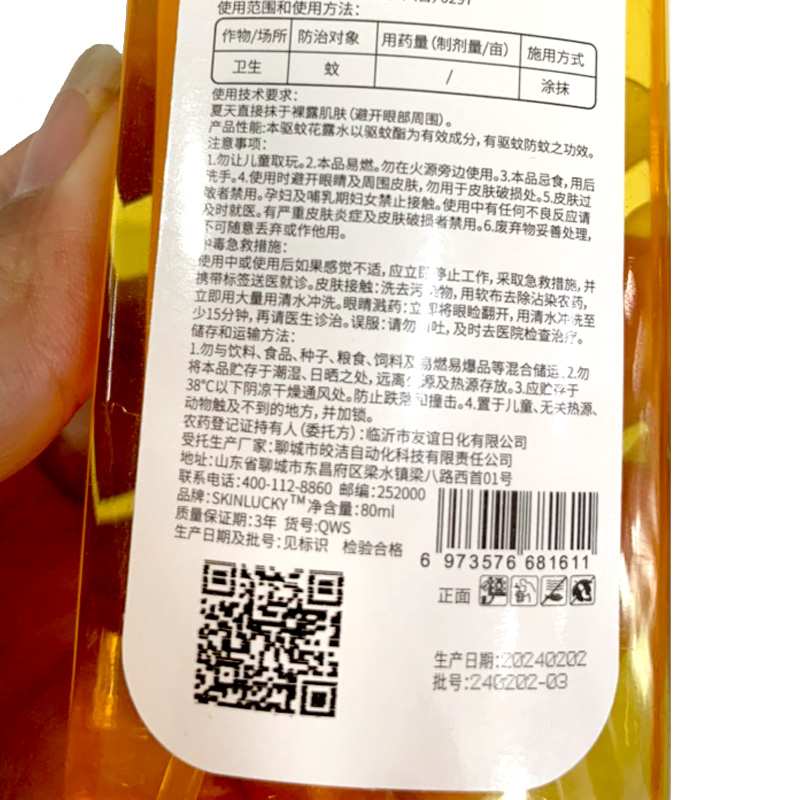 使用范围和使用方法：
作物/场所 防治对象 用药量（制剂量/亩） 施用方式
卫生 蚊 / 涂抹
使用技术要求：
夏天直接抹于裸露肌肤（避开眼部周围）。
产品性能：本驱蚊花露水以驱蚊酯为有效成分，有驱蚊防蚊之功效。
注意事项：
1.勿让儿童取玩。2.本品易燃。勿在火源旁边使用。3.本品忌食，用后
洗手。4.使用时避开眼睛及周围皮肤，勿用于皮肤破损处。5.皮肤过
敏者禁用。孕妇及哺乳期妇女禁止接触。使用中有任何不良反应请
及时就医。有严重皮肤炎症及皮肤破损者禁用。6.废弃物妥善处理，
不可随意丢弃或作他用。
中毒急救措施：
使用中或使用后如果感觉不适，应立即停止工作，采取急救措施，并
携带标签送医就诊。皮肤接触：洗去污染物，用软布去除沾染农药，
立即用大量用清水冲洗。眼睛溅药：立即将眼睑翻开，用清水冲洗至
少15分钟，再请医生诊治。误服：请勿 吐，及时去医院检查治疗。
储存和运输方法：
1.勿与饮料、食品、种子、粮食、饲料及易燃易爆品等混合储运。2.勿
将本品贮存于潮湿、日晒之处，远离火源及热源存放。3.应贮存于
38°C以下阴凉干燥通风处。防止跌落和撞击。4.置于儿童、无关热源、
动物触及不到的地方，并加锁。
农药登记证持有人（委托方）：临沂市友谊日化有限公司
受托生产厂家：聊城市皎洁自动化科技有限责任公司
地址：山东省聊城市东昌府区梁水镇梁八路西首01号
联系电话：400-112-8860 邮编：252000
品牌：SKINLUCKY™ 净含量：80ml
质量保证期：3年 货号：QWS
生产日期及批号：见标识 检验合格
6 973576 681611
正面
生产日期：20240202
批号：240202-03